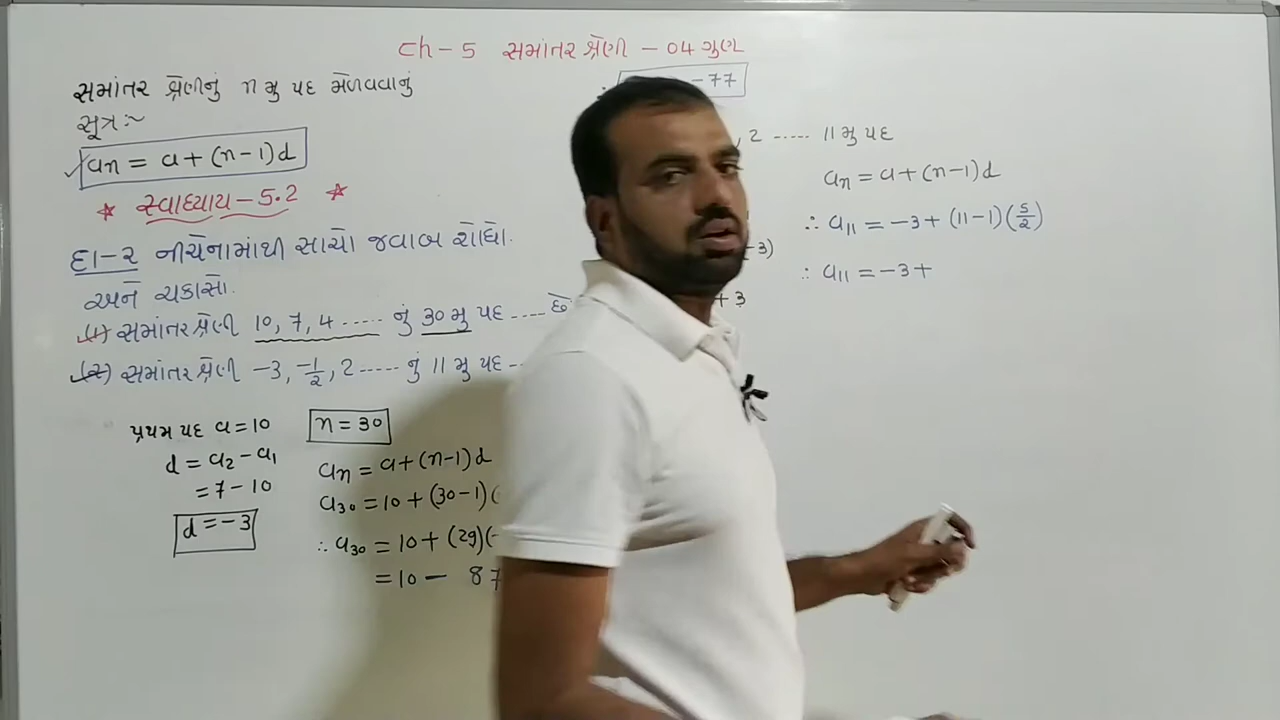 Ch-5 સમાંતર શ્રેણી - 04 ગુણ
સમાંતર શ્રેણીનું n મુ પદ મેળવવાનું
સૂત્ર :~
an = a+(n-1)d
* સ્વાધ્યાય-5.2 *
દા-૨ નીચેનામાંથી સાચો જવાબ શોધો.
અને ચકાસો.
(૧) સમાંતર શ્રેણી 10, 7, 4 ..... નું 30 મુ પદ .... છે
(૨) સમાંતર શ્રેણી -3, -1/2, 2 ..... નું 11 મુ પદ --
પ્રથમ પદ a=10
d = a2 - a1
= 7-10
d = -3
n = 30
an = a+(n-1)d
a30 = 10+(30-1)(
∴ a30 = 10+(29)(-
= 10 - 87
-77
, 2 ..... 11 મુ પદ
-3)
+ 3
an = a+(n-1)d
∴ a11 = -3+(11-1)(5/2)
∴ a11 = -3+